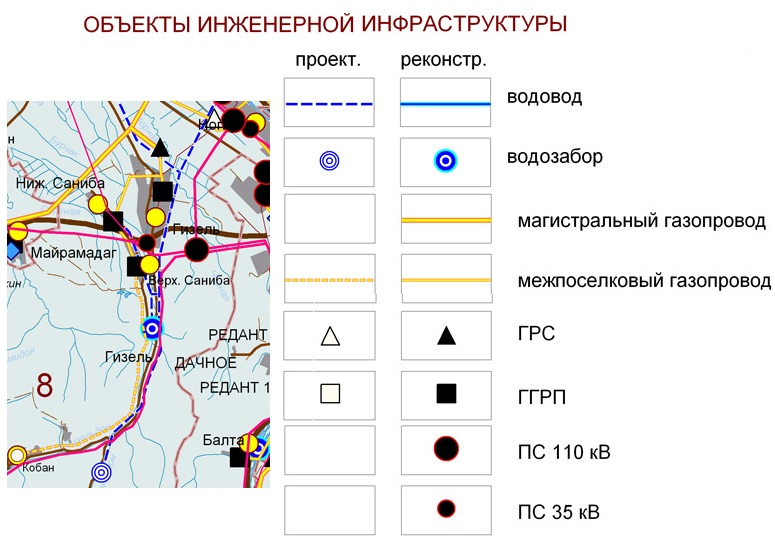 ОБЪЕКТЫ ИНЖЕНЕРНОЙ ИНФРАСТРУКТУРЫ
проект. реконстр.
водовод
водозабор
магистральный газопровод
межпоселковый газопровод
ГРС
ГГРП
ПС 110 кВ
ПС 35 кВ
Ног
Ниж. Саниба
Гизель
Майрамадаг
Верх. Саниба
Гизель
РЕДАНТ
ДАЧНОЕ
РЕДАНТ 1
8
Балта
Кобан